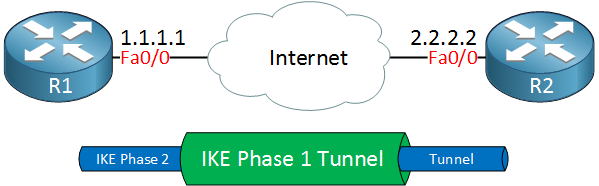 1.1.1.1
Fa0/0
R1
Internet
2.2.2.2
Fa0/0
R2
IKE Phase 2
IKE Phase 1 Tunnel
Tunnel